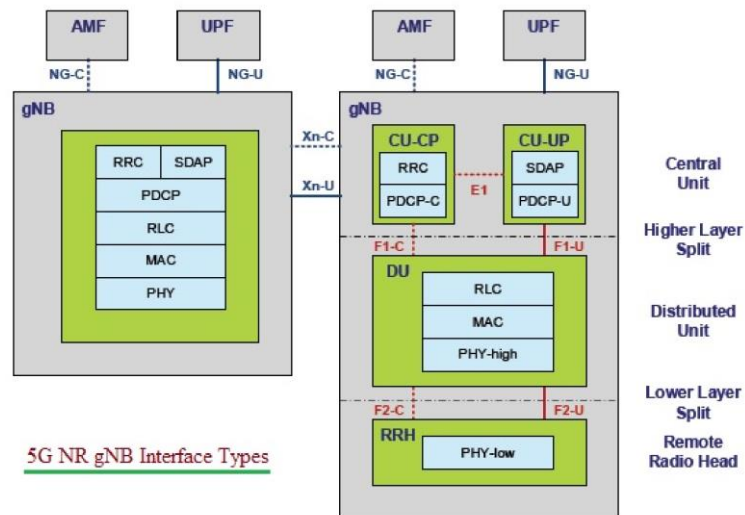 AMF
UPF
AMF
UPF
NG-C
NG-U
NG-C
NG-U
gNB
RRC
SDAP
PDCP
RLC
MAC
PHY
Xn-C
Xn-U
gNB
CU-CP
RRC
PDCP-C
E1
CU-UP
SDAP
PDCP-U
Central
Unit
F1-C
F1-U
Higher Layer
Split
DU
RLC
MAC
PHY-high
Distributed
Unit
F2-C
F2-U
Lower Layer
Split
RRH
PHY-low
Remote
Radio Head
5G NR gNB Interface Types